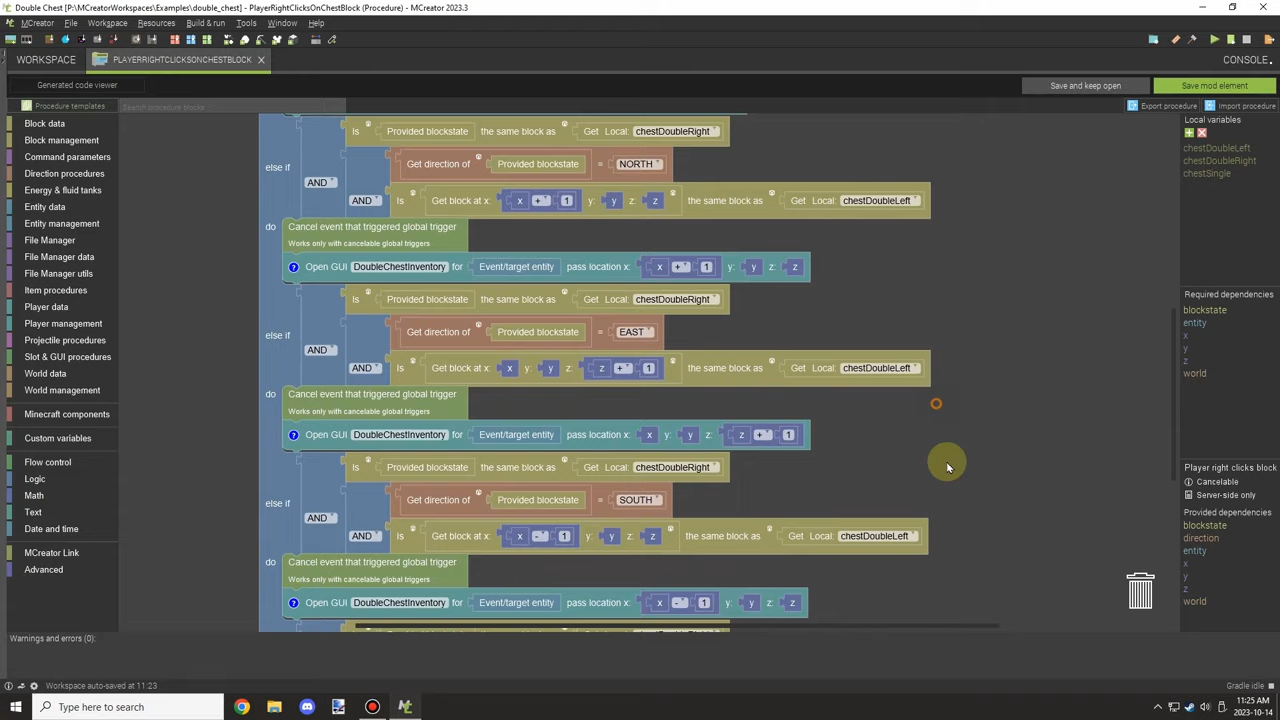 Double Chest [P:\MCreatorWorkspaces\Examples\double_chest] - PlayerRightClicksOnChestBlock (Procedure) - MCreator 2023.3
MCreator File Workspace Resources Build & run Tools Window Help
WORKSPACE PLAYERRIGHTCLICKSONCHESTBLOCK CONSOLE
Generated code viewer Save and keep open Save mod element
Procedure templates Search procedure blocks Export procedure Import procedure
Block data
Block management
Command parameters
Direction procedures
Energy & fluid tanks
Entity data
Entity management
File Manager
File Manager data
File Manager utils
Item procedures
Player data
Player management
Projectile procedures
Slot & GUI procedures
World data
World management
Minecraft components
Custom variables
Flow control
Logic
Math
Text
Date and time
MCreator Link
Advanced
Is Provided blockstate the same block as Get Local: chestDoubleRight
else if AND Get direction of Provided blockstate = NORTH
AND Is Get block at x: x + 1 y: y z: z the same block as Get Local: chestDoubleLeft
do Cancel event that triggered global trigger
Works only with cancelable global triggers
? Open GUI DoubleChestInventory for Event/target entity pass location x: x + 1 y: y z: z
Is Provided blockstate the same block as Get Local: chestDoubleRight
else if AND Get direction of Provided blockstate = EAST
AND Is Get block at x: x y: y z: z + 1 the same block as Get Local: chestDoubleLeft
do Cancel event that triggered global trigger
Works only with cancelable global triggers
? Open GUI DoubleChestInventory for Event/target entity pass location x: x y: y z: z + 1
Is Provided blockstate the same block as Get Local: chestDoubleRight
else if AND Get direction of Provided blockstate = SOUTH
AND Is Get block at x: x - 1 y: y z: z the same block as Get Local: chestDoubleLeft
do Cancel event that triggered global trigger
Works only with cancelable global triggers
? Open GUI DoubleChestInventory for Event/target entity pass location x: x - 1 y: y z: z
Local variables
chestDoubleLeft
chestDoubleRight
chestSingle
Required dependencies
blockstate
entity
x
y
z
world
Player right clicks block
Cancelable
Server-side only
Provided dependencies
blockstate
direction
entity
x
y
z
world
Warnings and errors (0):
Workspace auto-saved at 11:23 Gradle idle
Type here to search 11:25 AM
2023-10-14